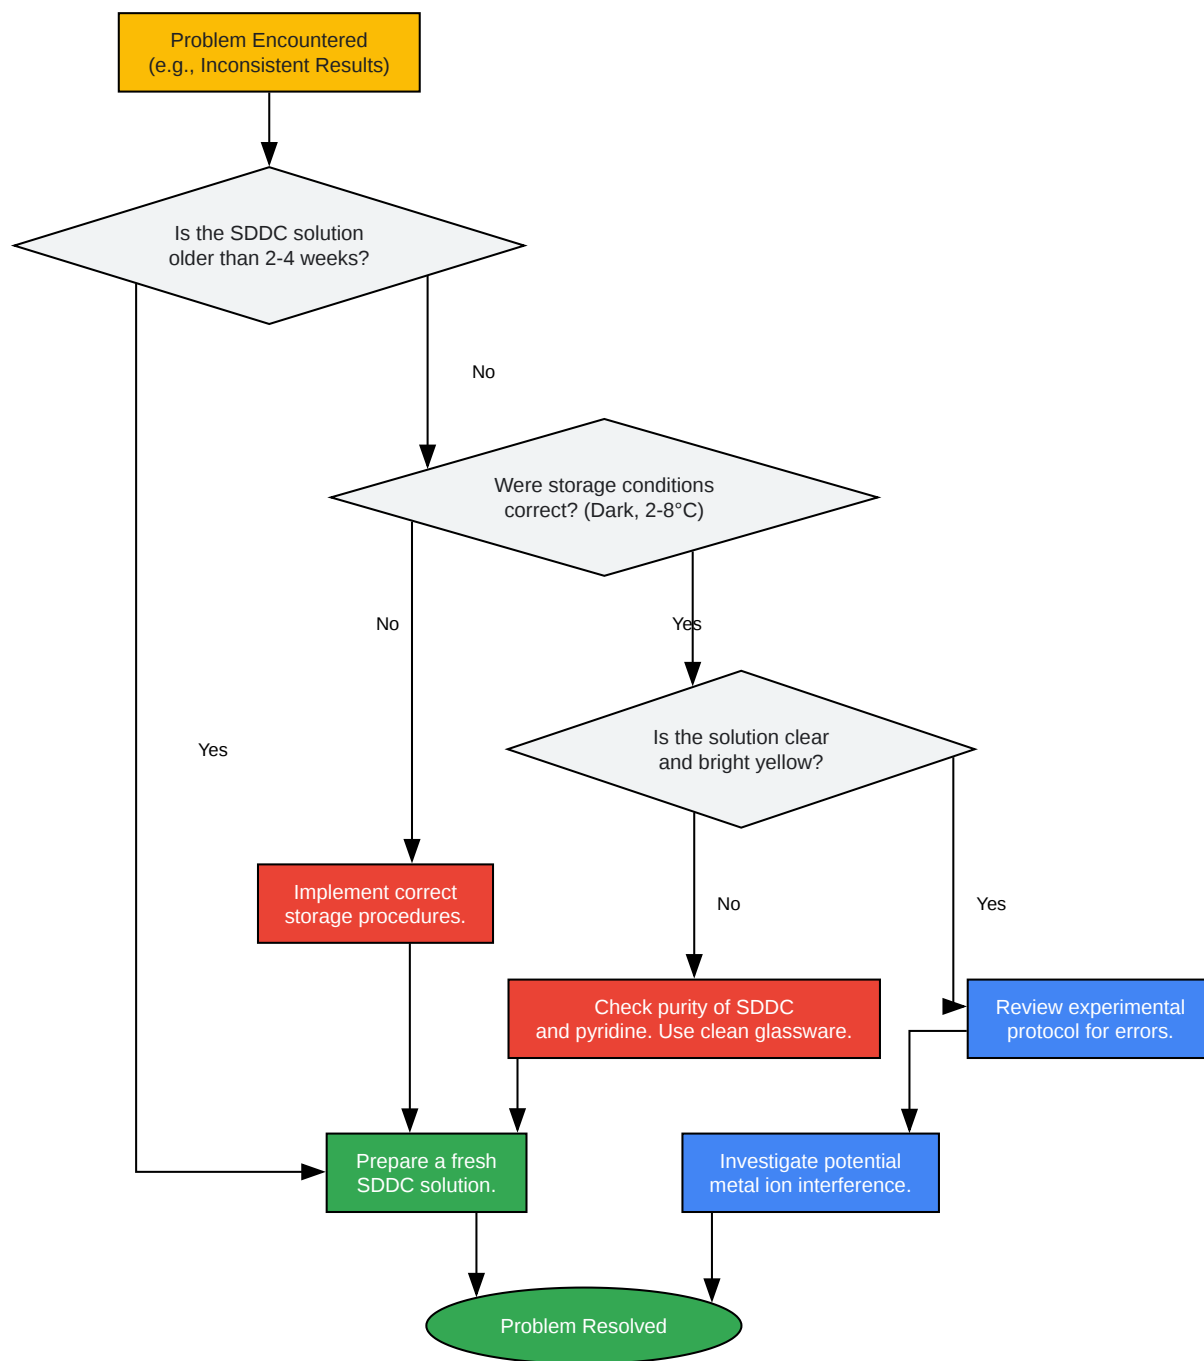 Problem Encountered
(e.g., Inconsistent Results)
Is the SDDC solution
older than 2-4 weeks?
No
Were storage conditions
correct? (Dark, 2-8°C)
No
Yes
Is the solution clear
and bright yellow?
Yes
Implement correct
storage procedures.
No
Yes
Check purity of SDDC
and pyridine. Use clean glassware.
Review experimental
protocol for errors.
Prepare a fresh
SDDC solution.
Investigate potential
metal ion interference.
Problem Resolved